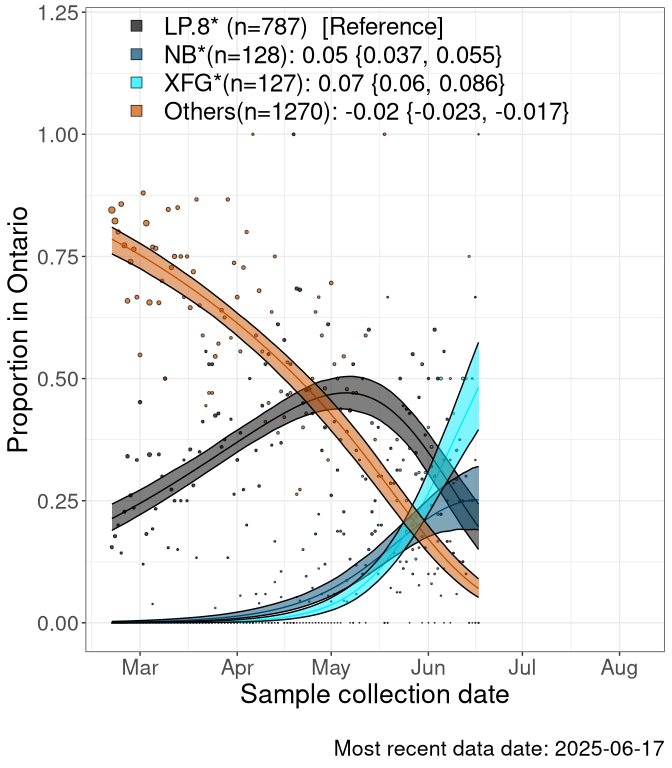 LP.8* (n=787)  [Reference]
NB*(n=128): 0.05 {0.037, 0.055}
XFG*(n=127): 0.07 {0.06, 0.086}
Others(n=1270): -0.02 {-0.023, -0.017}
Proportion in Ontario
1.25
1.00
0.75
0.50
0.25
0.00
Mar Apr May Jun Jul Aug
Sample collection date
Most recent data date: 2025-06-17